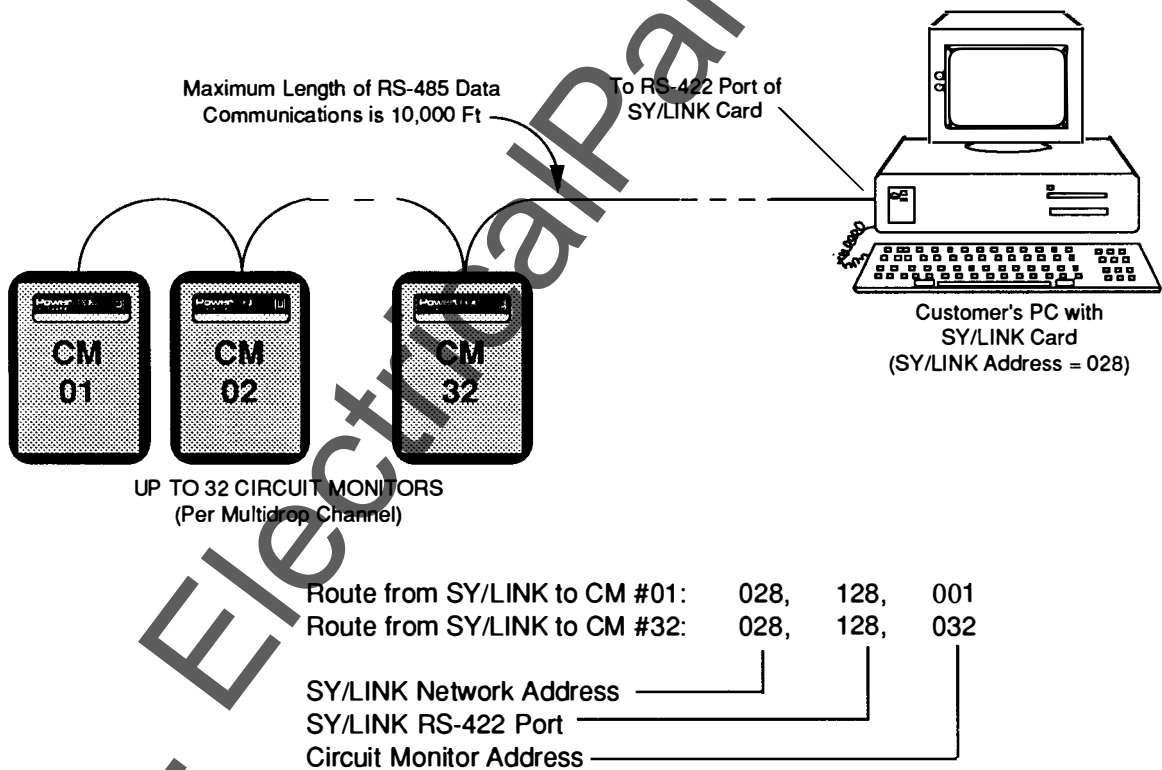 Maximum Length of RS-485 Data
Communications is 10,000 Ft
To RS-422 Port of
SY/LINK Card
CM
01
CM
02
CM
32
Customer's PC with
SY/LINK Card
(SY/LINK Address = 028)
UP TO 32 CIRCUIT MONITORS
(Per Multidrop Channel)
Route from SY/LINK to CM #01: 028, 128, 001
Route from SY/LINK to CM #32: 028, 128, 032
SY/LINK Network Address
SY/LINK RS-422 Port
Circuit Monitor Address
ElectricalPa